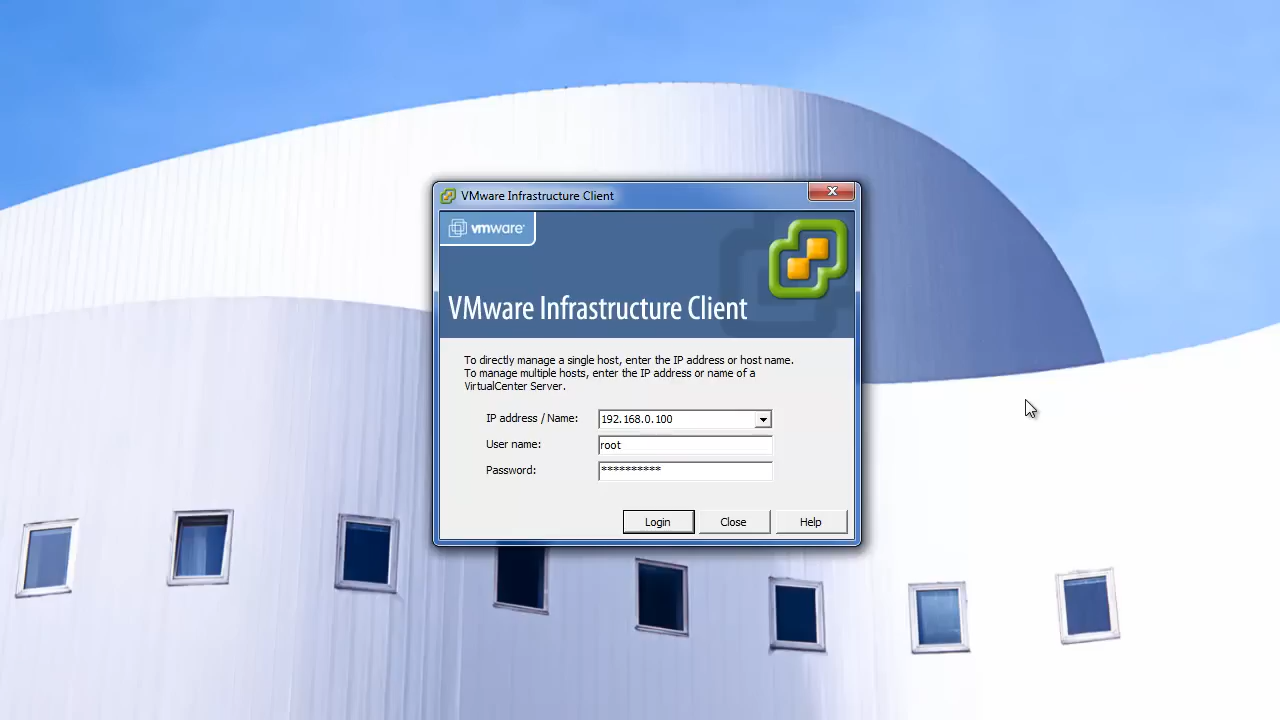 VMware Infrastructure Client
vmware
VMware Infrastructure Client
To directly manage a single host, enter the IP address or host name.
To manage multiple hosts, enter the IP address or name of a
VirtualCenter Server.
IP address / Name: 192.168.0.100
User name: root
Password: **********
Login Close Help